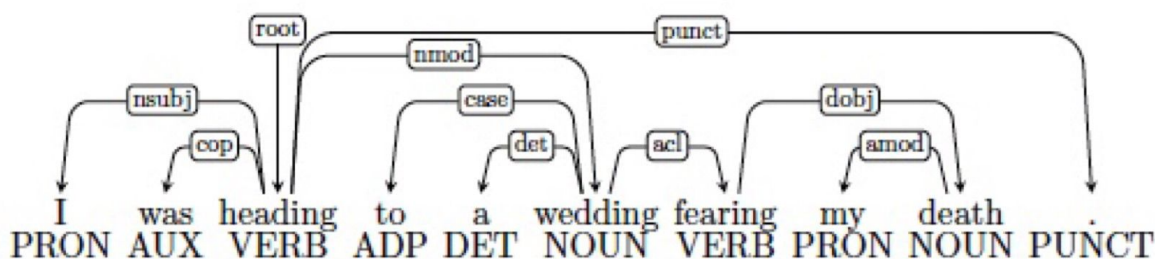 root punct
nmod
nsubj case dobj
cop det acl amod
I was heading to a wedding fearing my death .
PRON AUX VERB ADP DET NOUN VERB PRON NOUN PUNCT